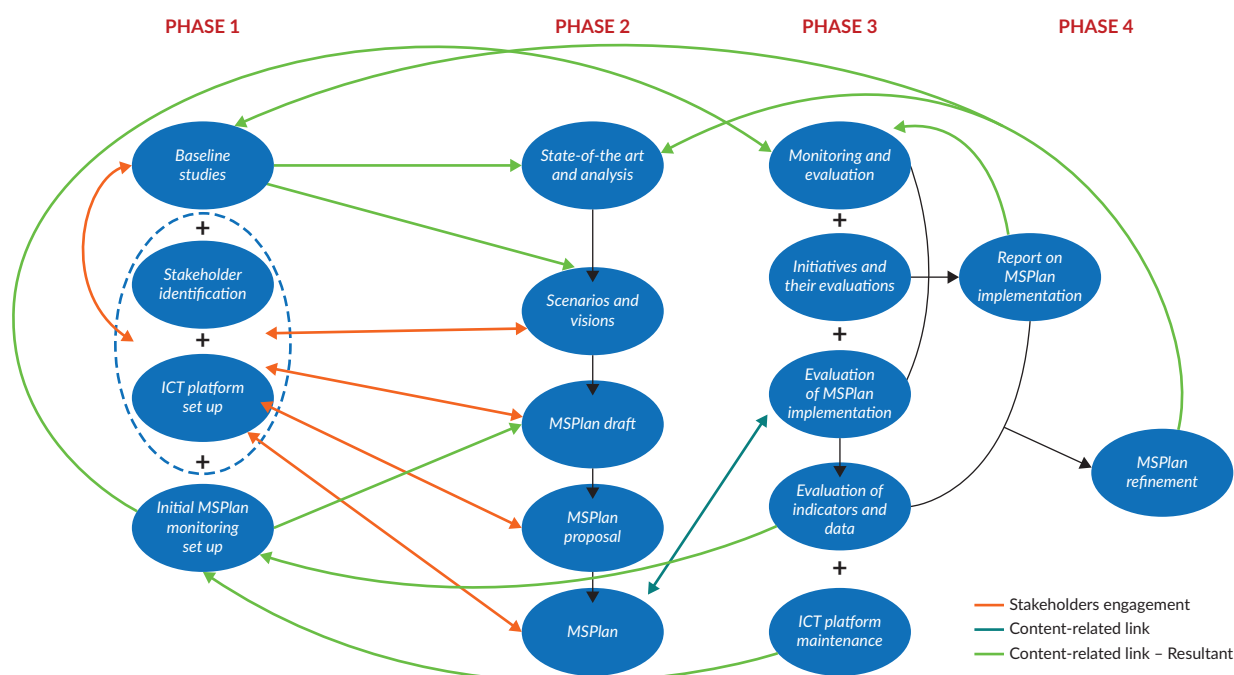 PHASE 1
PHASE 2
PHASE 3
PHASE 4
Baseline
studies
+
Stakeholder
identification
+
ICT platform
set up
+
Initial MSPlan
monitoring
set up
State-of-the art
and analysis
Scenarios and
visions
MSPlan draft
MSPlan
proposal
MSPlan
Monitoring and
evaluation
+
Initiatives and
their evaluations
+
Evaluation
of MSPlan
implementation
Evaluation of
indicators and
data
+
ICT platform
maintenance
Report on
MSPlan
implementation
MSPlan
refinement
Stakeholders engagement
Content-related link
Content-related link – Resultant